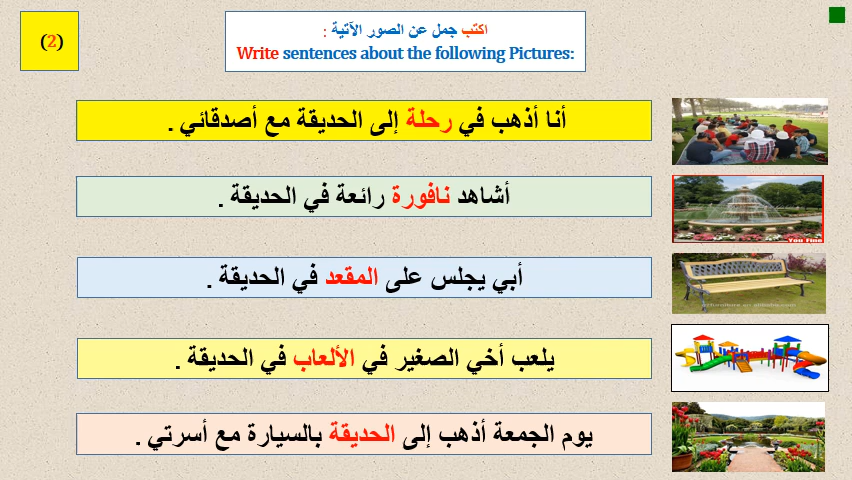 (2)
اكتب جمل عن الصور الآتية :
Write sentences about the following Pictures:
أنا أذهب في رحلة إلى الحديقة مع أصدقائي .
أشاهد نافورة رائعة في الحديقة .
You Fine
أبي يجلس على المقعد في الحديقة .
يلعب أخي الصغير في الألعاب في الحديقة .
يوم الجمعة أذهب إلى الحديقة بالسيارة مع أسرتي .